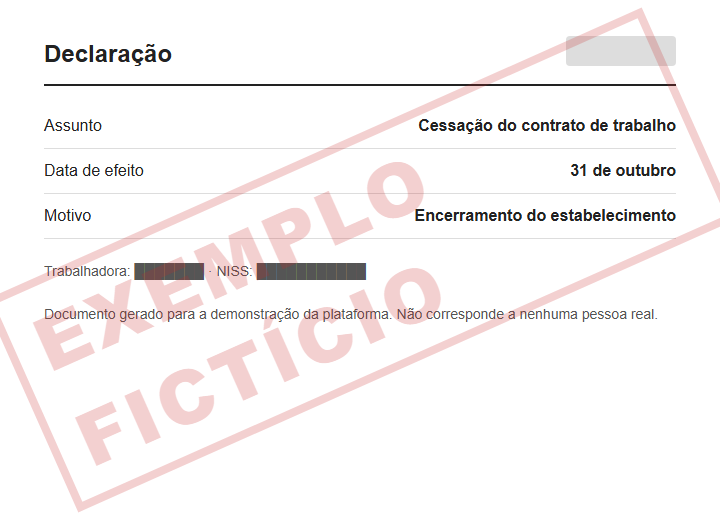 Declaração
Assunto Cessação do contrato de trabalho
Data de efeito 31 de outubro
Motivo Encerramento do estabelecimento
Trabalhadora: · NISS:
Documento gerado para a demonstração da plataforma. Não corresponde a nenhuma pessoa real.
EXEMPLO
FICTÍCIO